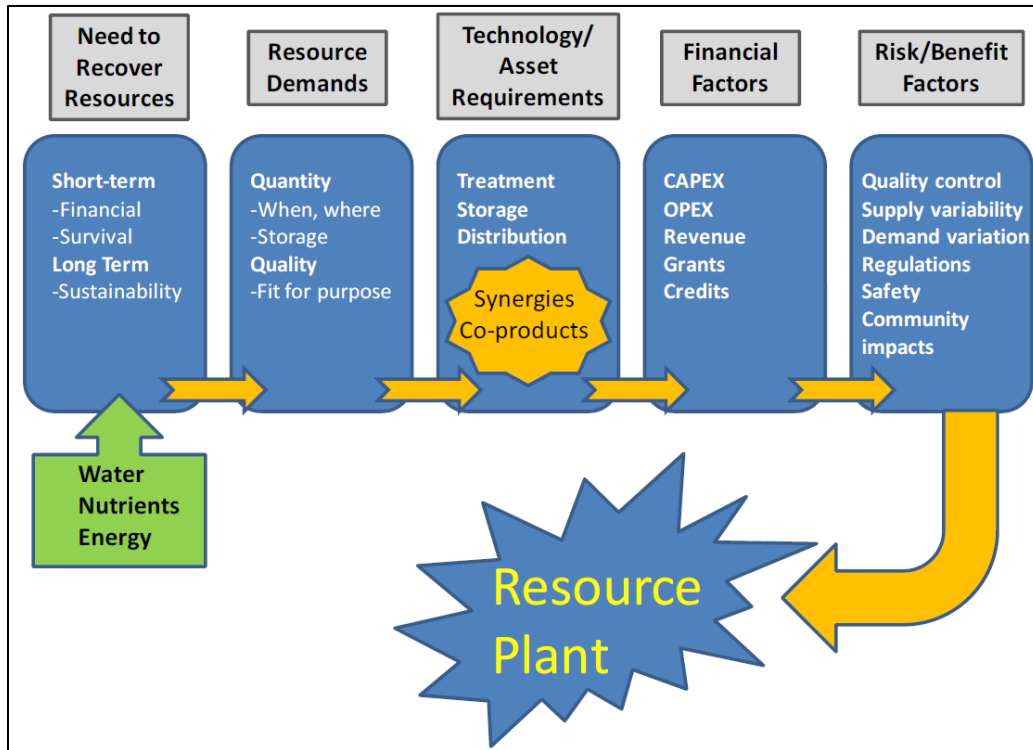 Need to
Recover
Resources
Resource
Demands
Technology/
Asset
Requirements
Financial
Factors
Risk/Benefit
Factors
Short-term
-Financial
-Survival
Long Term
-Sustainability
Quantity
-When, where
-Storage
Quality
-Fit for purpose
Treatment
Storage
Distribution
Synergies
Co-products
CAPEX
OPEX
Revenue
Grants
Credits
Quality control
Supply variability
Demand variation
Regulations
Safety
Community
impacts
Water
Nutrients
Energy
Resource
Plant